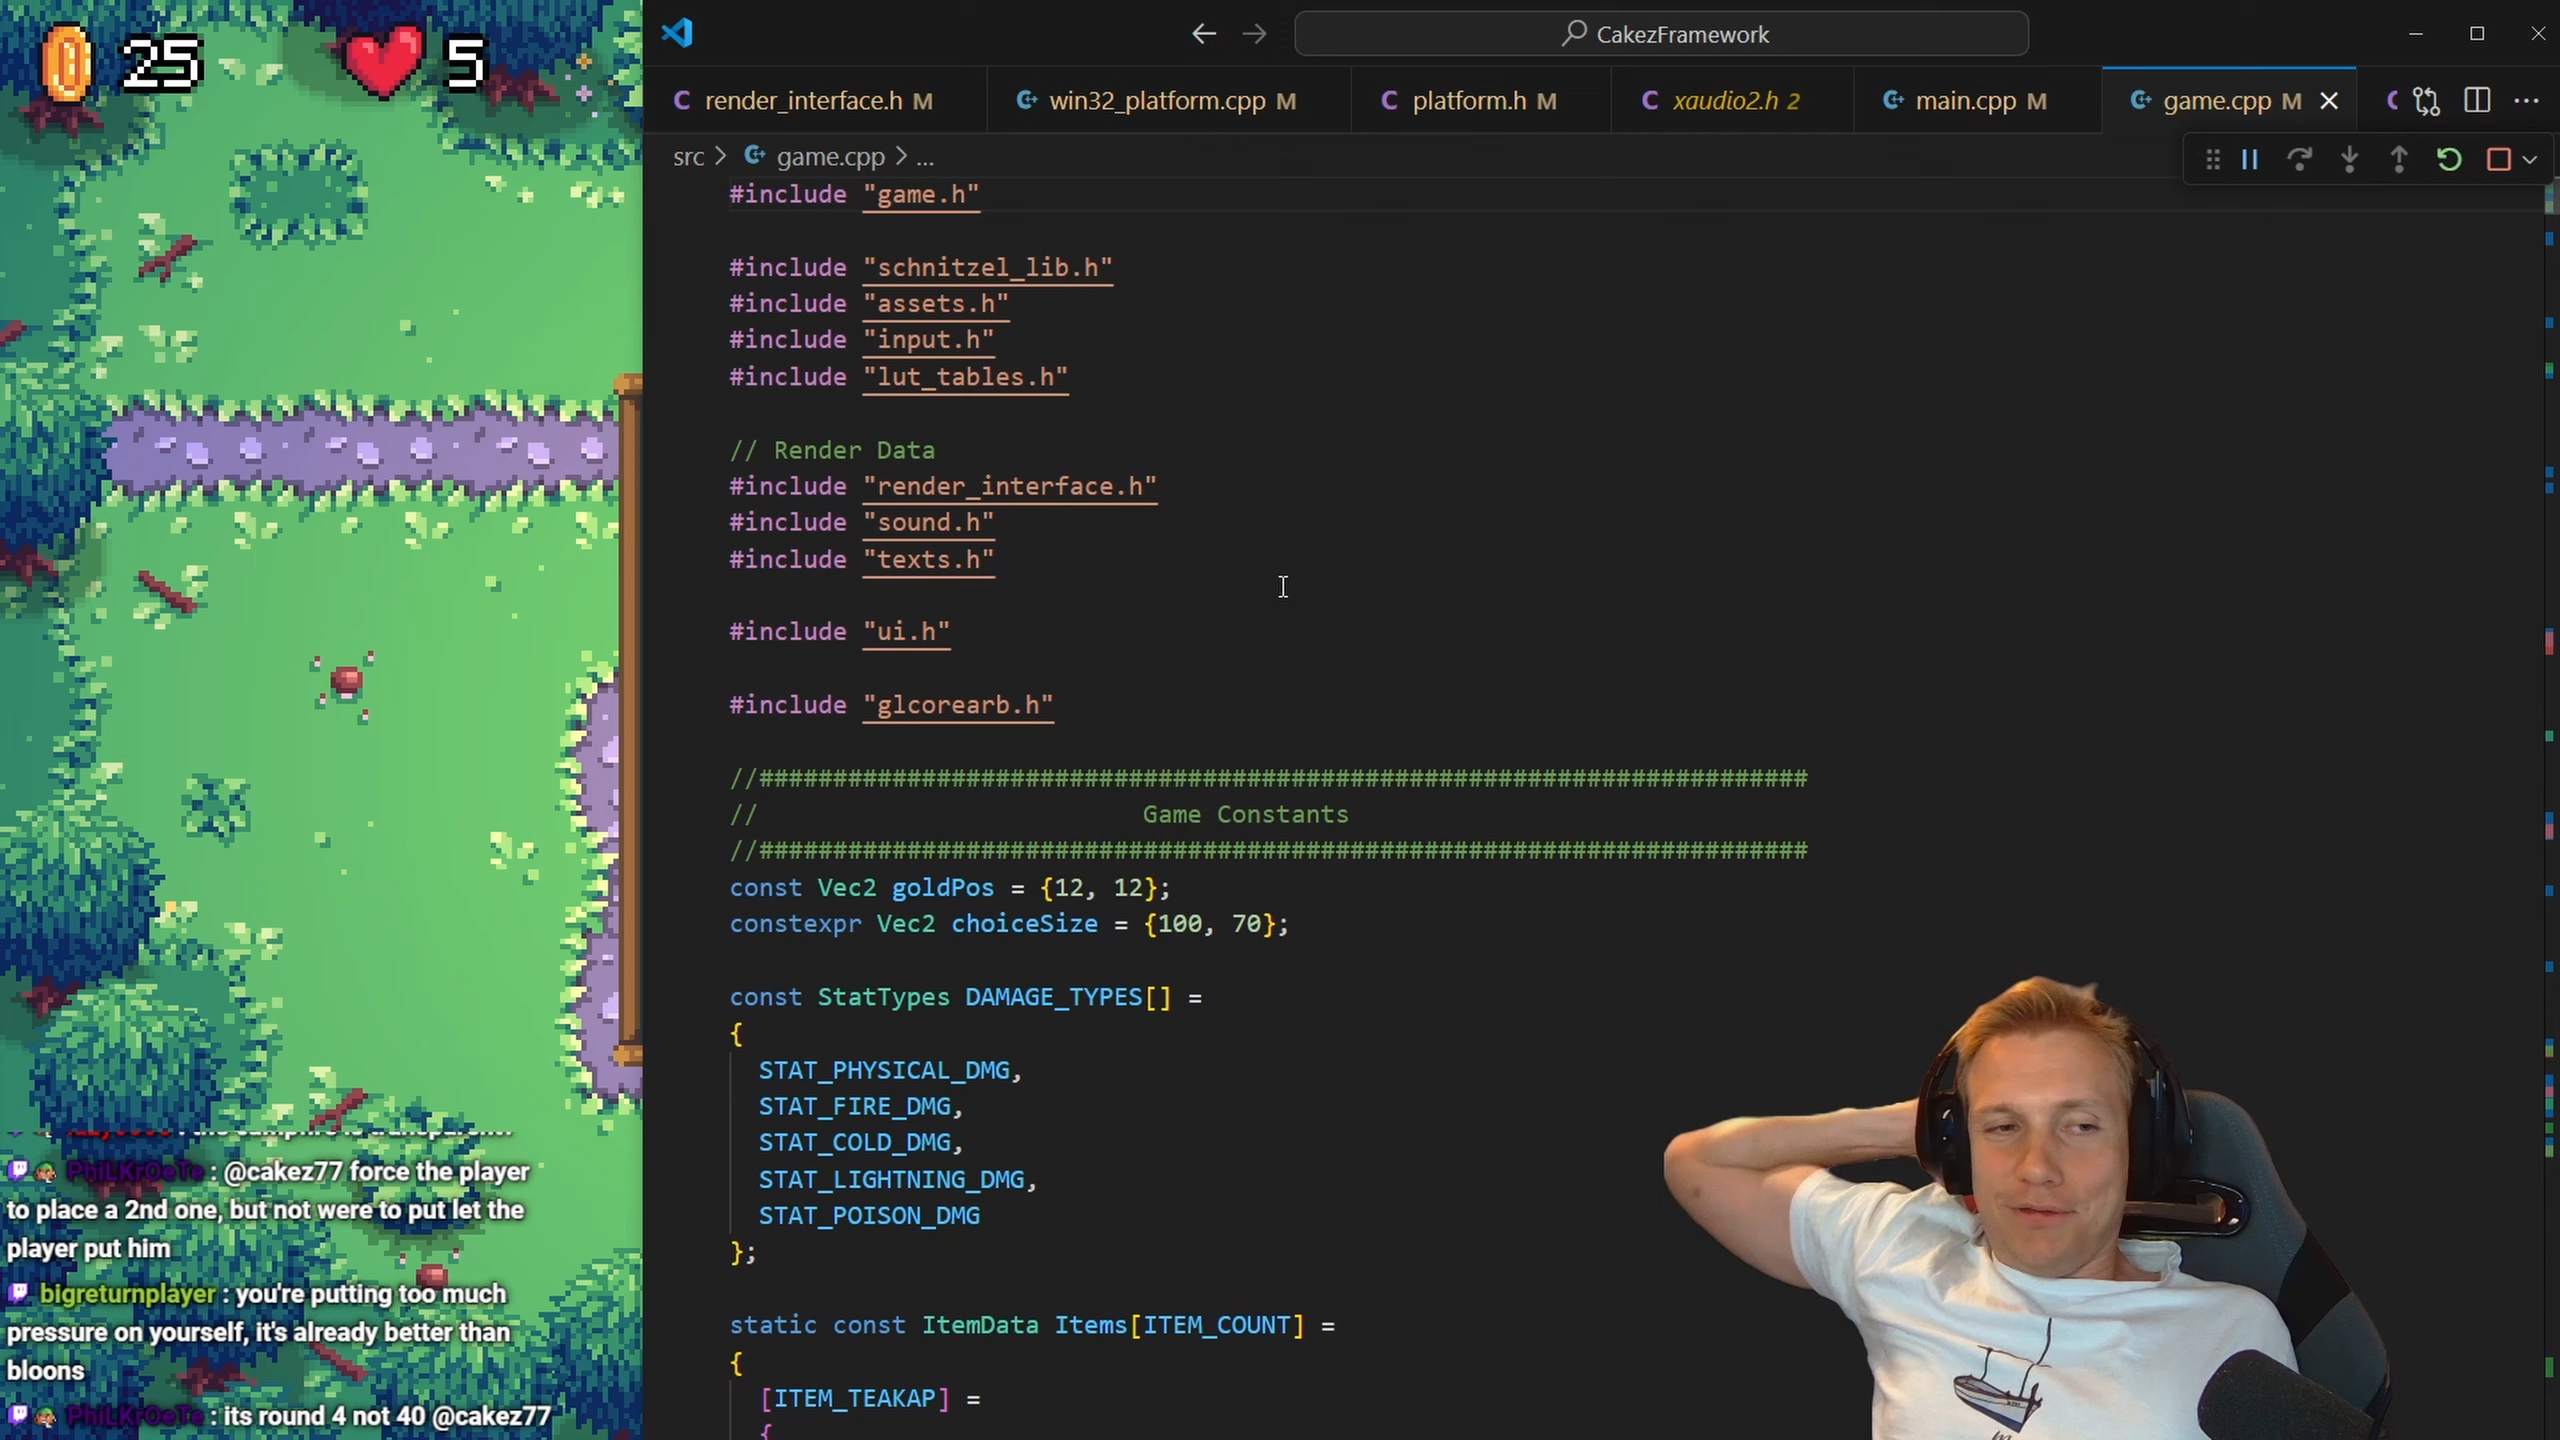 25
5
CakezFramework
render_interface.h M
win32_platform.cpp M
platform.h M
xaudio2.h 2
main.cpp M
game.cpp M
src > game.cpp > ...
#include "game.h"
#include "schnitzel_lib.h"
#include "assets.h"
#include "input.h"
#include "lut_tables.h"
// Render Data
#include "render_interface.h"
#include "sound.h"
#include "texts.h"
#include "ui.h"
#include "glcorearb.h"
//########################################################################
// Game Constants
//########################################################################
const Vec2 goldPos = {12, 12};
constexpr Vec2 choiceSize = {100, 70};
const StatTypes DAMAGE_TYPES[] =
{
STAT_PHYSICAL_DMG,
STAT_FIRE_DMG,
STAT_COLD_DMG,
STAT_LIGHTNING_DMG,
STAT_POISON_DMG
};
static const ItemData Items[ITEM_COUNT] =
{
[ITEM_TEAKAP] =
{
PhiLKrOeTe : @cakez77 force the player
to place a 2nd one, but not were to put let the
player put him
bigreturnplayer : you're putting too much
pressure on yourself, it's already better than
bloons
PhiLKrOeTe : its round 4 not 40 @cakez77